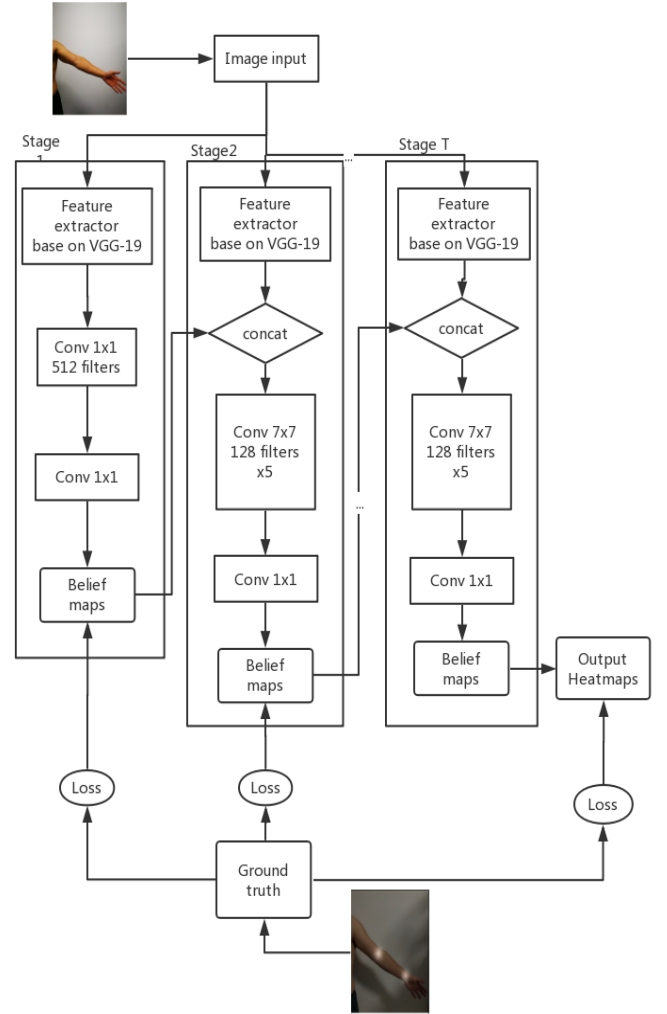 Image input
Stage
1
Feature
extractor
base on VGG-19
Conv 1x1
512 filters
Conv 1x1
Belief
maps
Stage2
Feature
extractor
base on VGG-19
concat
Conv 7x7
128 filters
x5
Conv 1x1
Belief
maps
...
...
Stage T
Feature
extractor
base on VGG-19
concat
Conv 7x7
128 filters
x5
Conv 1x1
Belief
maps
Output
Heatmaps
Loss
Loss
Loss
Ground
truth